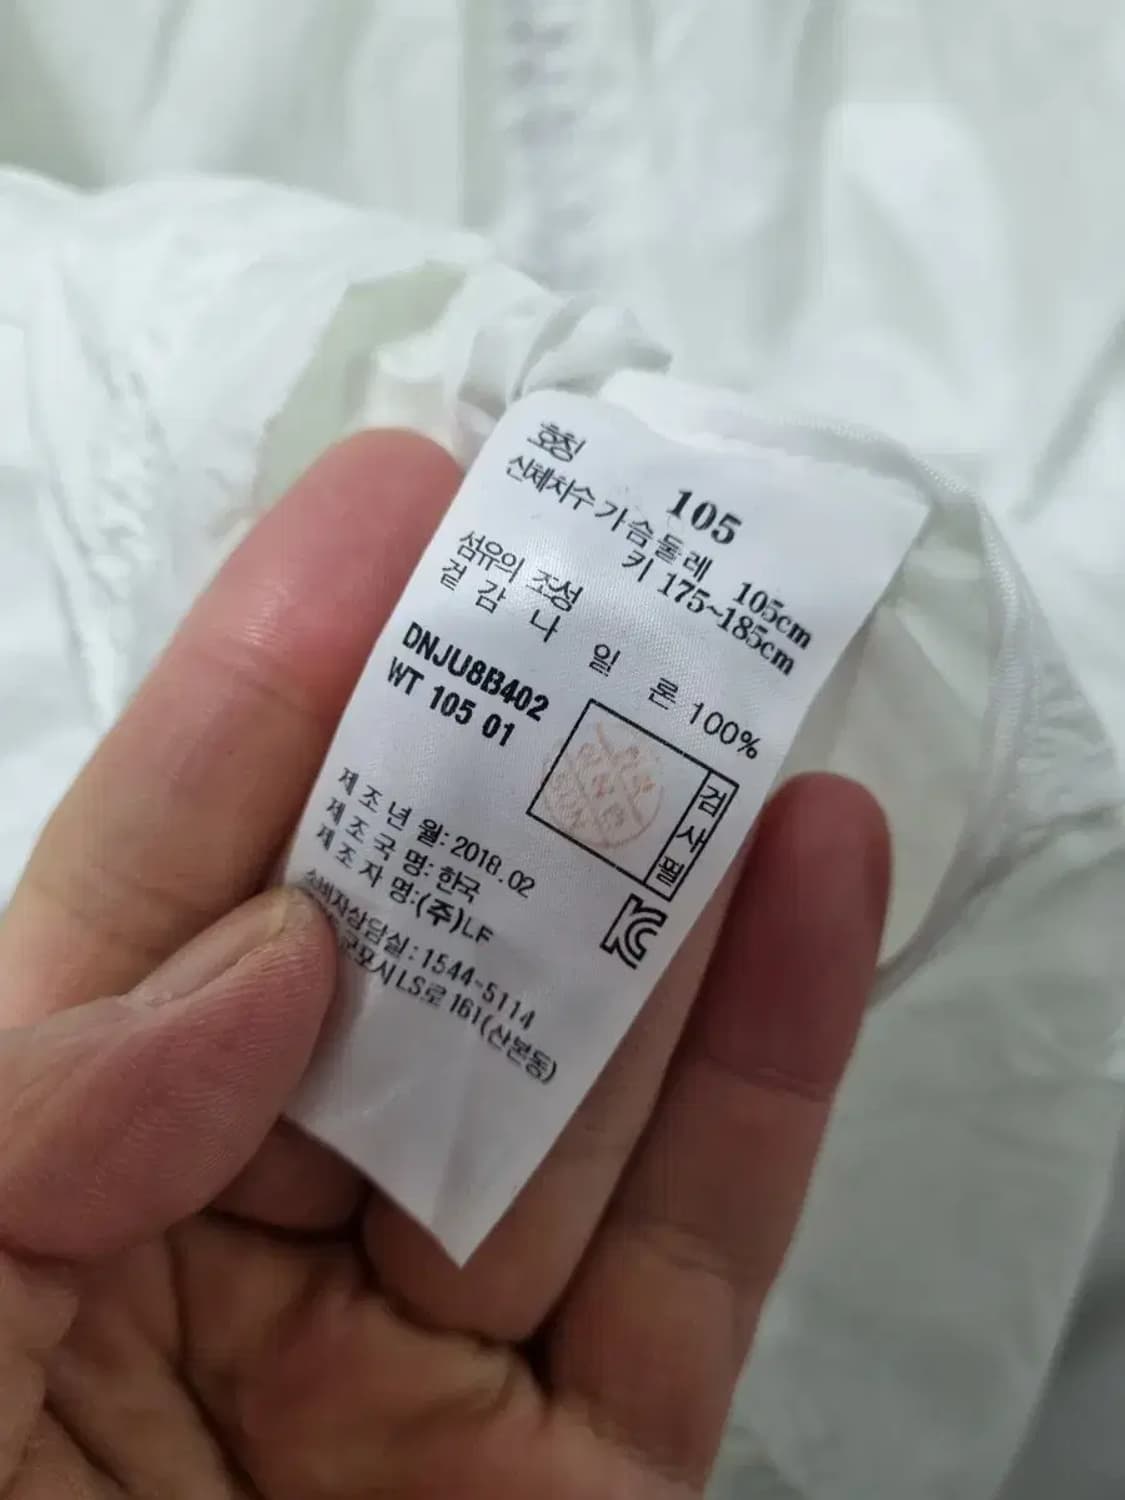 호칭 105
신체치수 가슴둘레 105cm
키 175~185cm
섬유의 조성
겉감 나일론 100%
DNJU8B402
WT 105 01
검사필
제조년월: 2018.02
제조국명: 한국
제조자명:(주)LF
소비자상담실: 1544-5114
군포시 LS로 161(산본동)